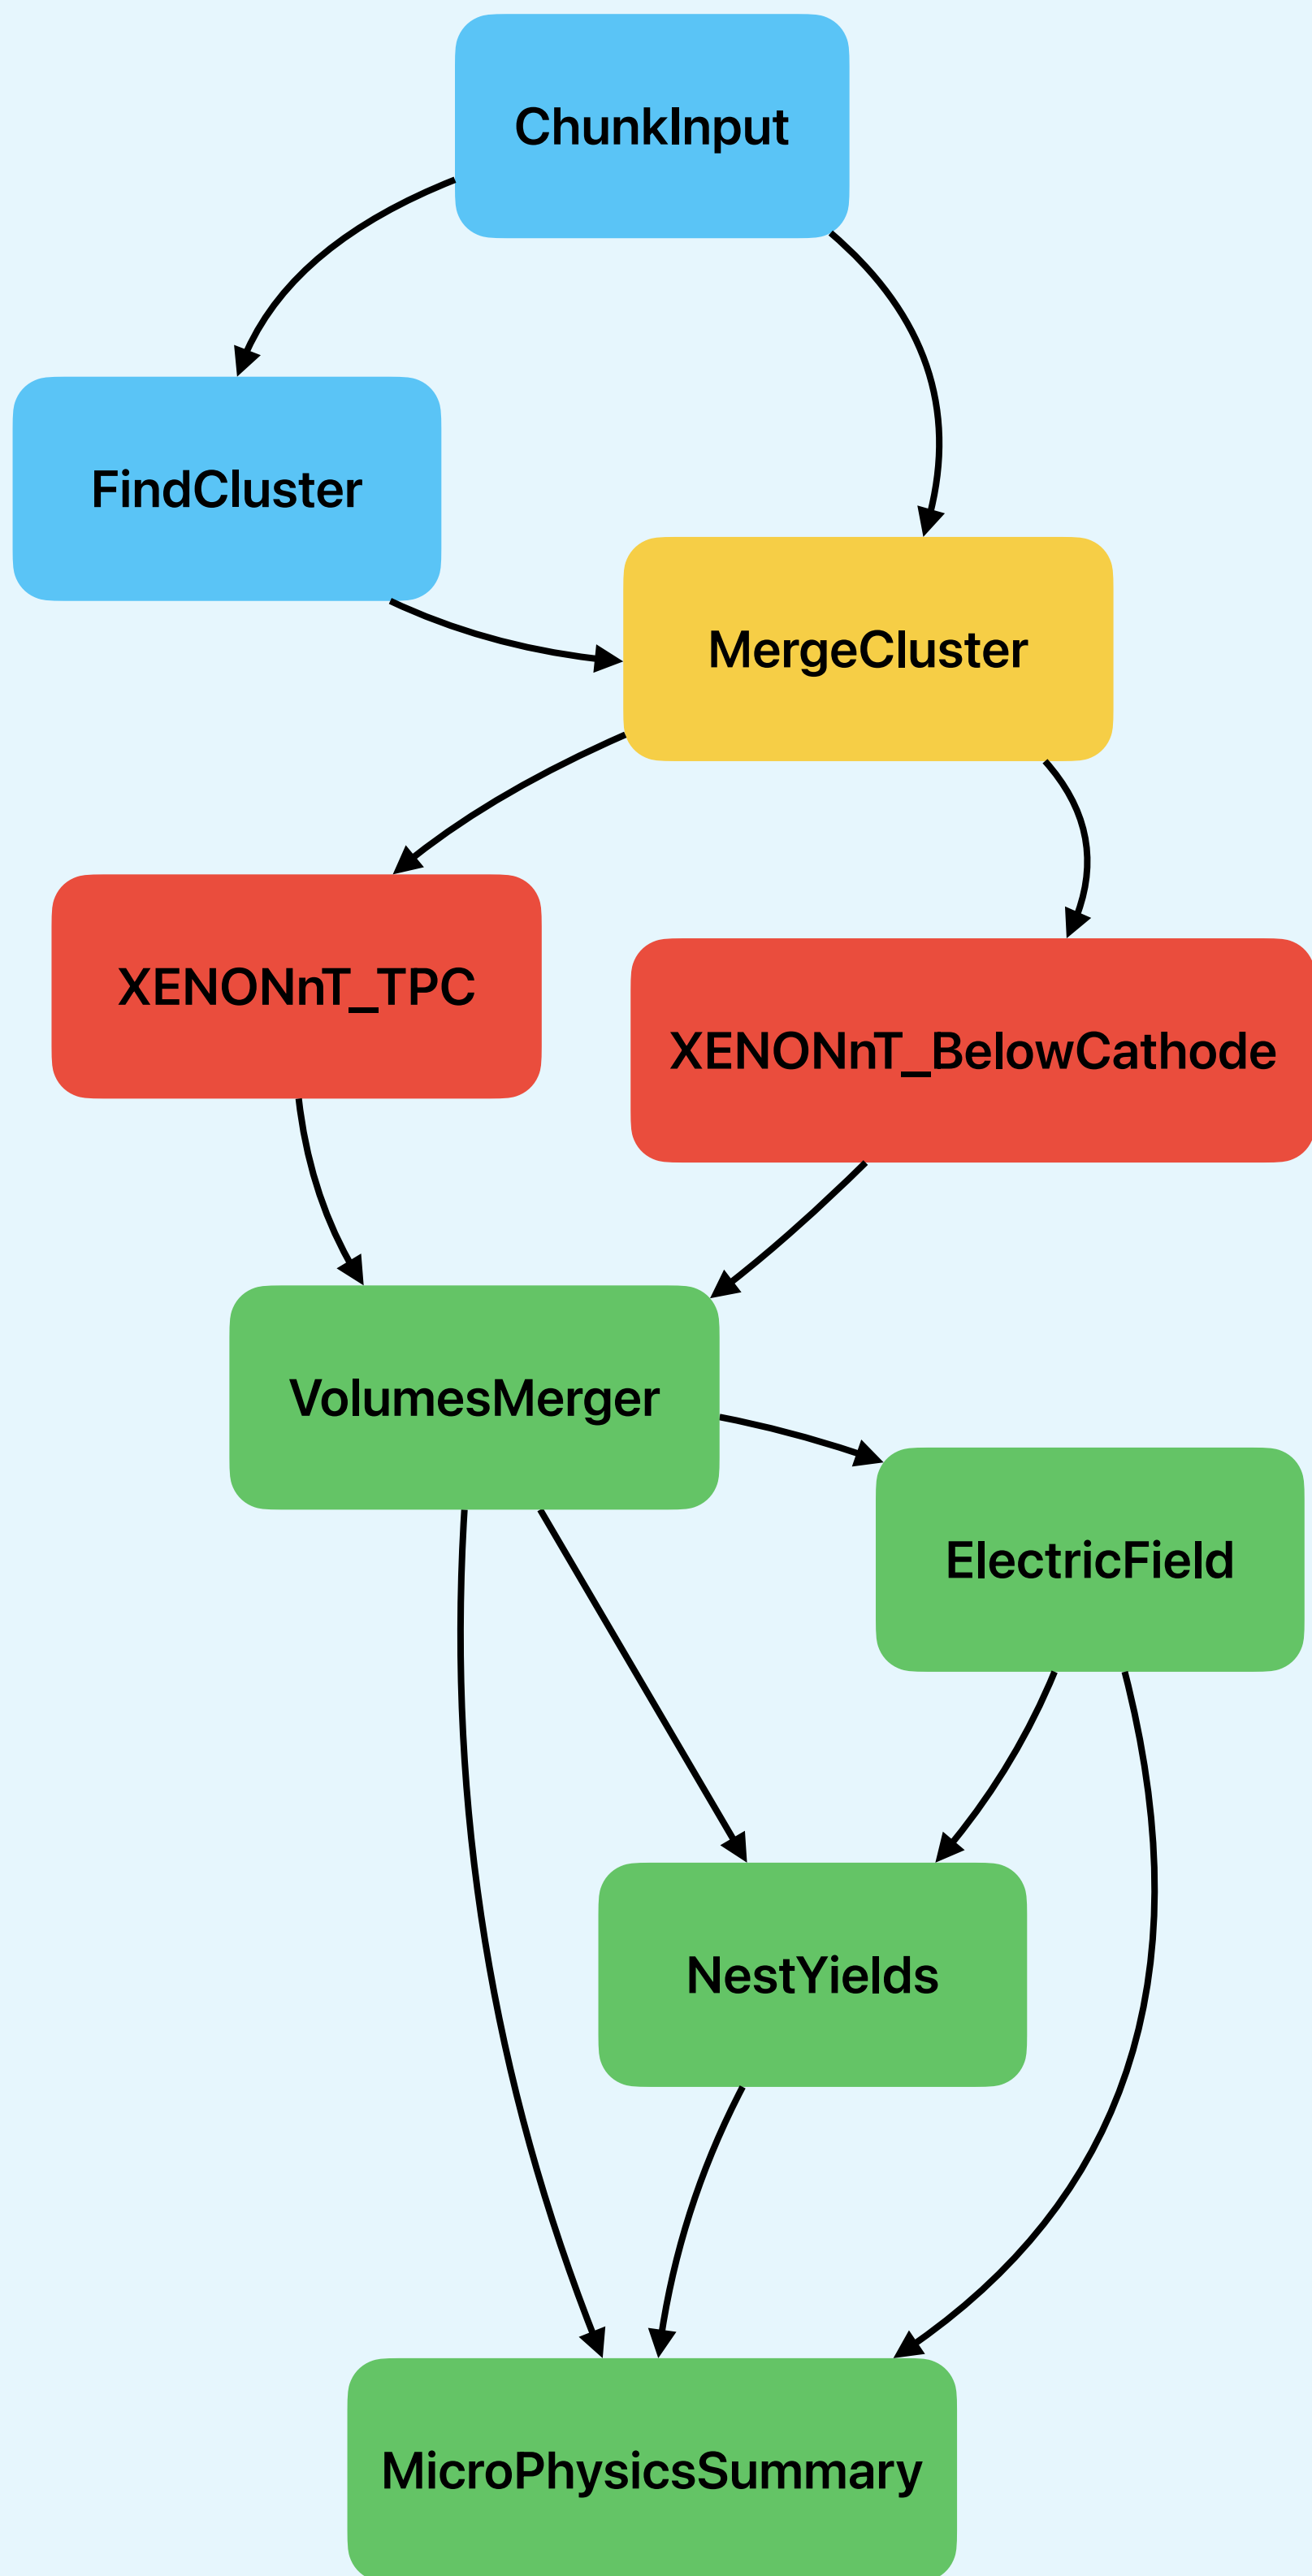 ChunkInput
FindCluster
MergeCluster
XENONnT_TPC
XENONnT_BelowCathode
VolumesMerger
ElectricField
NestYields
MicroPhysicsSummary